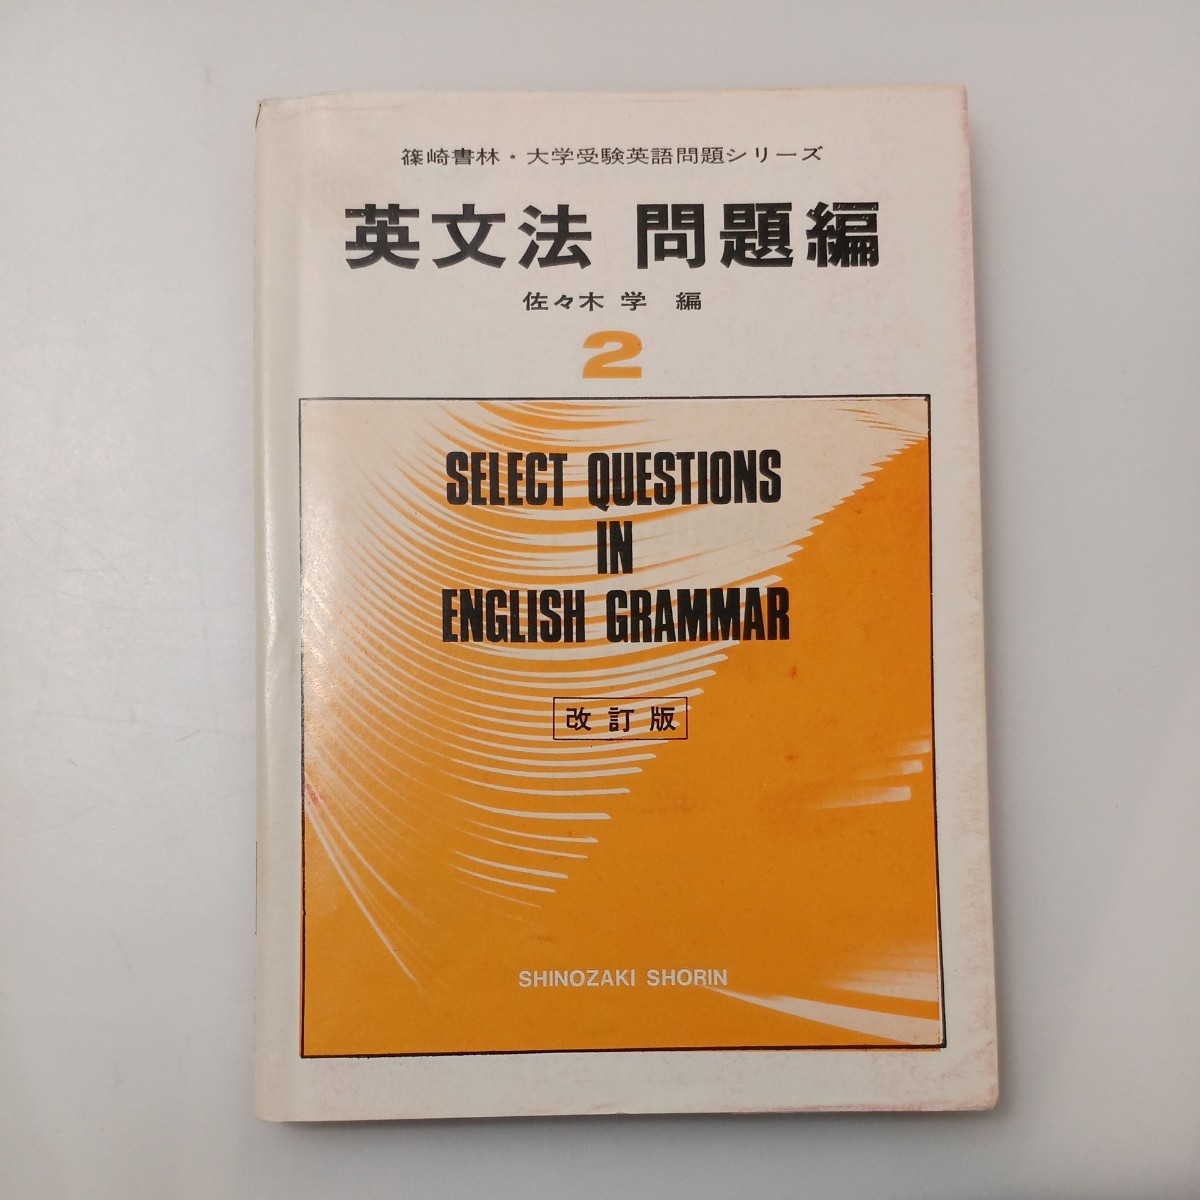 篠崎書林・大学受験英語問題シリーズ
英文法 問題編
佐々木 学 編
2
SELECT QUESTIONS
IN
ENGLISH GRAMMAR
改訂版
SHINOZAKI SHORIN